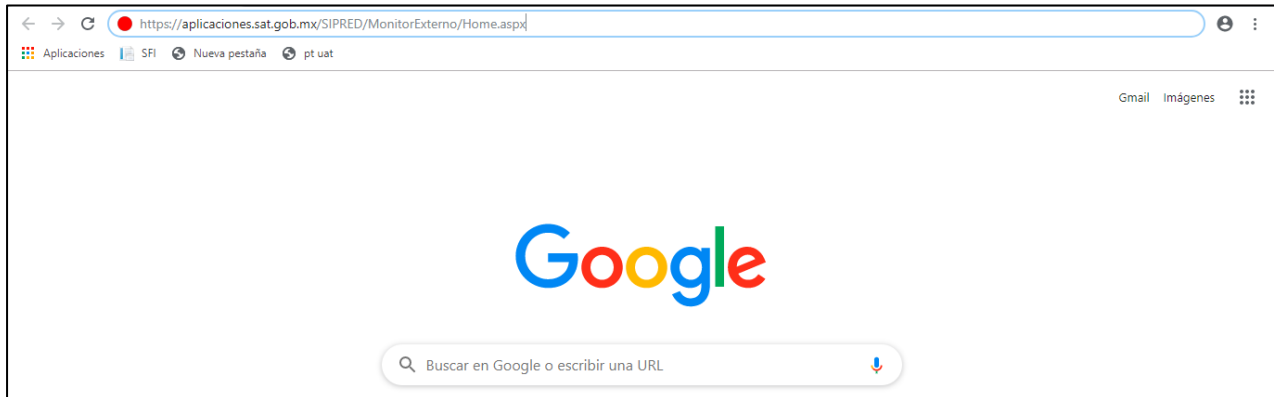 https://aplicaciones.sat.gob.mx/SIPRED/MonitorExterno/Home.aspx
Aplicaciones SFI Nueva pestaña pt uat
Gmail Imágenes
Google
Buscar en Google o escribir una URL